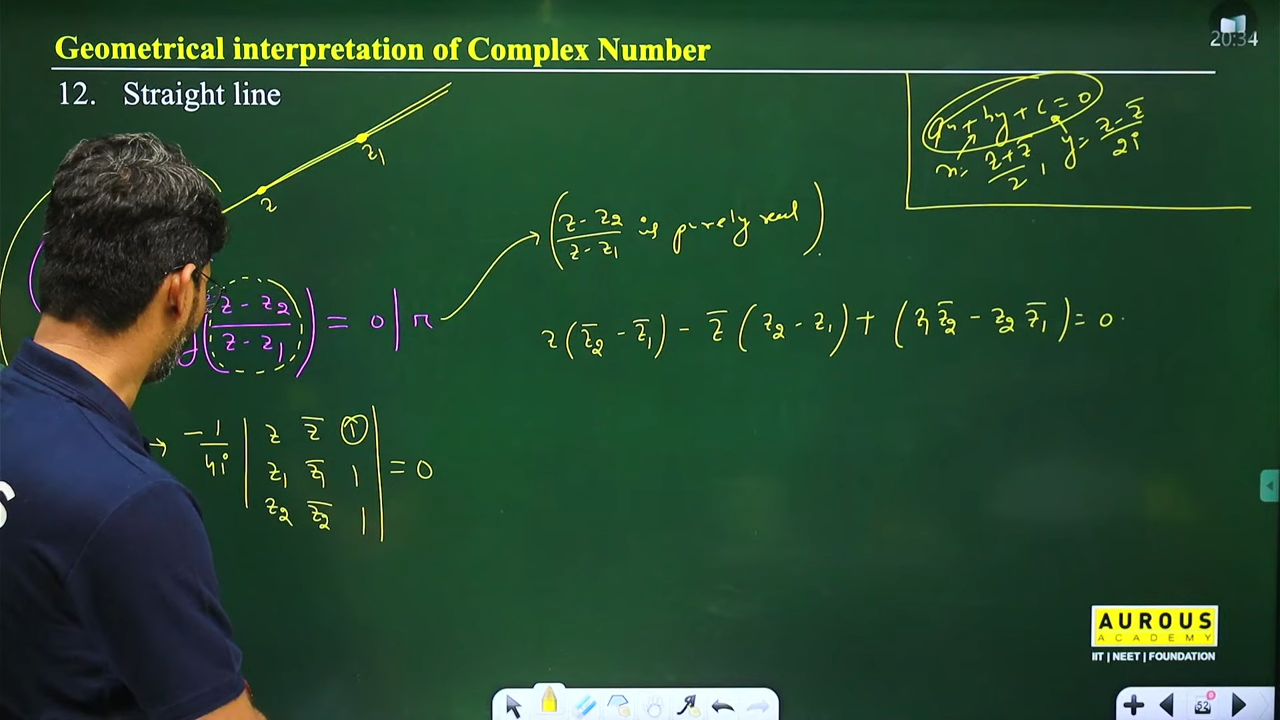 20:34
Geometrical interpretation of Complex Number
12. Straight line
ax + by + c = 0
x = (z + z̄)/2 , y = (z - z̄)/2i
z₁
z
((z - z₂)/(z - z₁) is purely real).
((z - z₂)/(z - z₁)) = 0 | π
z(z̄₂ - z̄₁) - z̄(z₂ - z₁) + (z₁z̄₂ - z₂z̄₁) = 0.
→ -1/4i | z z̄ 1 |
| z₁ z̄₁ 1 | = 0
| z₂ z̄₂ 1 |
S
AUROUS
ACADEMY
IIT | NEET | FOUNDATION
52